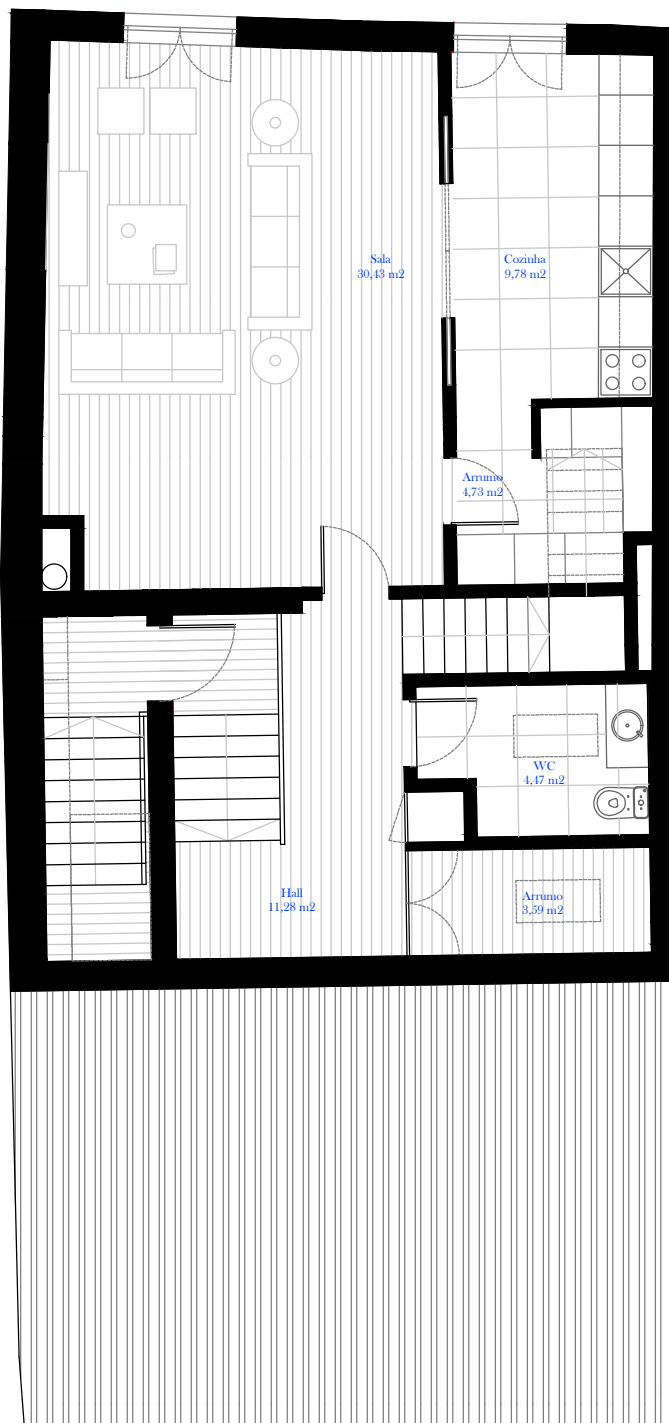 Sala
30,43 m2
Cozinha
9,78 m2
Arrumo
4,73 m2
WC
4,47 m2
Hall
11,28 m2
Arrumo
3,59 m2